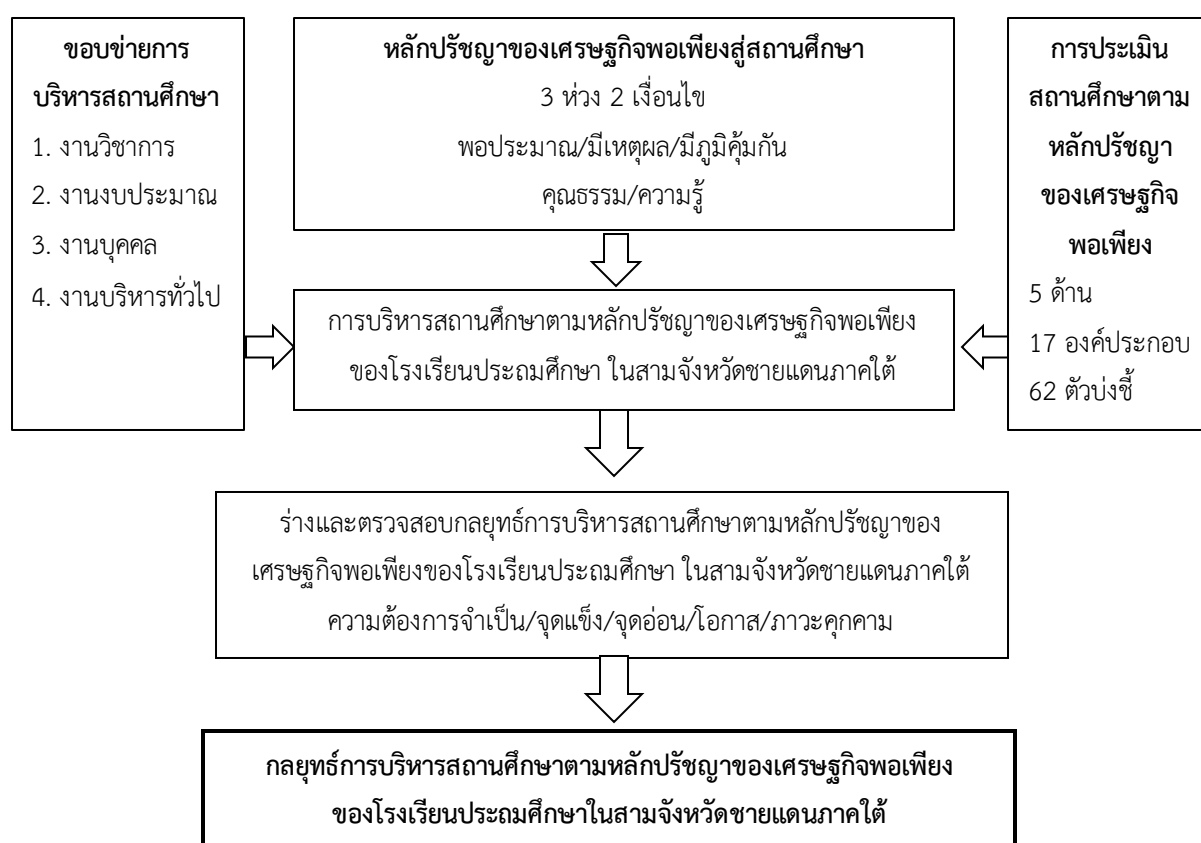 ขอบข่ายการ
บริหารสถานศึกษา
1. งานวิชาการ
2. งานงบประมาณ
3. งานบุคคล
4. งานบริหารทั่วไป
หลักปรัชญาของเศรษฐกิจพอเพียงสู่สถานศึกษา
3 ห่วง 2 เงื่อนไข
พอประมาณ/มีเหตุผล/มีภูมิคุ้มกัน
คุณธรรม/ความรู้
การประเมิน
สถานศึกษาตาม
หลักปรัชญา
ของเศรษฐกิจ
พอเพียง
5 ด้าน
17 องค์ประกอบ
62 ตัวบ่งชี้
การบริหารสถานศึกษาตามหลักปรัชญาของเศรษฐกิจพอเพียง
ของโรงเรียนประถมศึกษา ในสามจังหวัดชายแดนภาคใต้
ร่างและตรวจสอบกลยุทธ์การบริหารสถานศึกษาตามหลักปรัชญาของ
เศรษฐกิจพอเพียงของโรงเรียนประถมศึกษา ในสามจังหวัดชายแดนภาคใต้
ความต้องการจำเป็น/จุดแข็ง/จุดอ่อน/โอกาส/ภาวะคุกคาม
กลยุทธ์การบริหารสถานศึกษาตามหลักปรัชญาของเศรษฐกิจพอเพียง
ของโรงเรียนประถมศึกษาในสามจังหวัดชายแดนภาคใต้